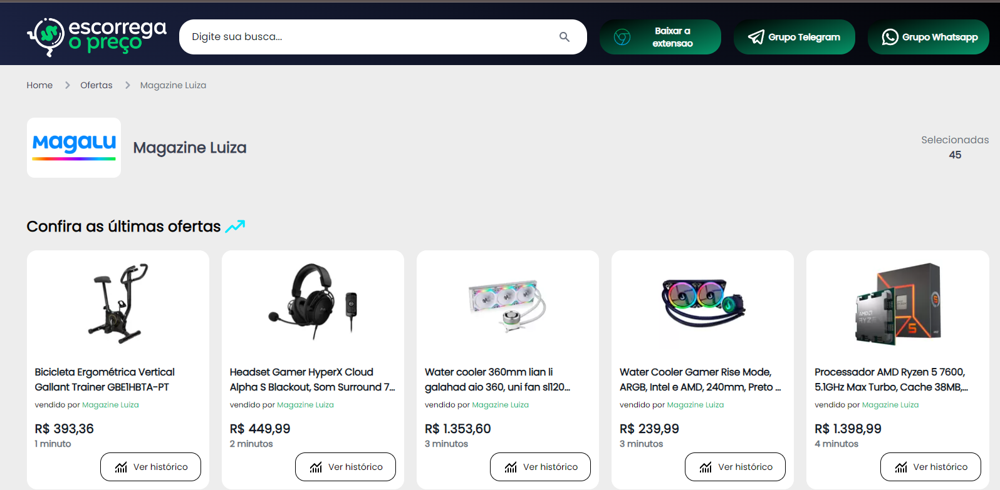 escorrega
o preço
Digite sua busca...
Baixar a
extensao
Grupo Telegram
Grupo Whatsapp
Home
Ofertas
Magazine Luiza
Magalu
Magazine Luiza
Selecionadas
45
Confira as últimas ofertas
Bicicleta Ergométrica Vertical
Gallant Trainer GBE1HBTA-PT
vendido por Magazine Luiza
R$ 393,36
1 minuto
Ver histórico
Headset Gamer HyperX Cloud
Alpha S Blackout, Som Surround 7...
vendido por Magazine Luiza
R$ 449,99
2 minutos
Ver histórico
Water cooler 360mm lian li
galahad aio 360, uni fan sl120...
vendido por Magazine Luiza
R$ 1.353,60
3 minutos
Ver histórico
Water Cooler Gamer Rise Mode,
ARGB, Intel e AMD, 240mm, Preto ...
vendido por Magazine Luiza
R$ 239,99
3 minutos
Ver histórico
AMD
RYZE
5
5
Processador AMD Ryzen 5 7600,
5.1GHz Max Turbo, Cache 38MB,...
vendido por Magazine Luiza
R$ 1.398,99
4 minutos
Ver histórico